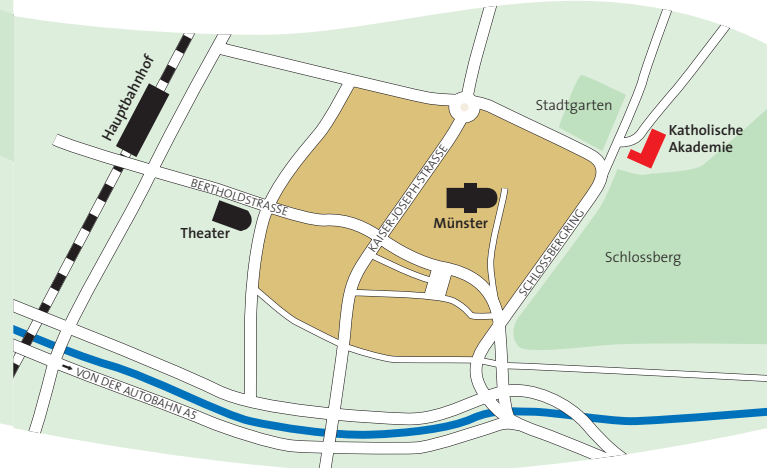 Hauptbahnhof
Stadtgarten
Katholische
Akademie
BERTHOLDSTRASSE
KAISER-JOSEPH-STRASSE
Münster
Theater
SCHLOSSBERGRING
Schlossberg
VON DER AUTOBAHN A5